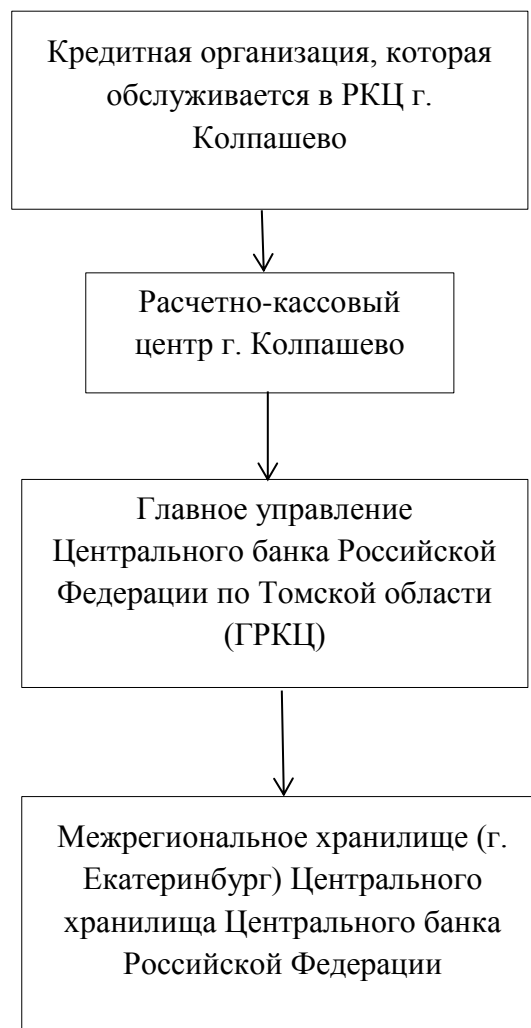 Кредитная организация, которая
обслуживается в РКЦ г.
Колпашево
Расчетно-кассовый
центр г. Колпашево
Главное управление
Центрального банка Российской
Федерации по Томской области
(ГРКЦ)
Межрегиональное хранилище (г.
Екатеринбург) Центрального
хранилища Центрального банка
Российской Федерации